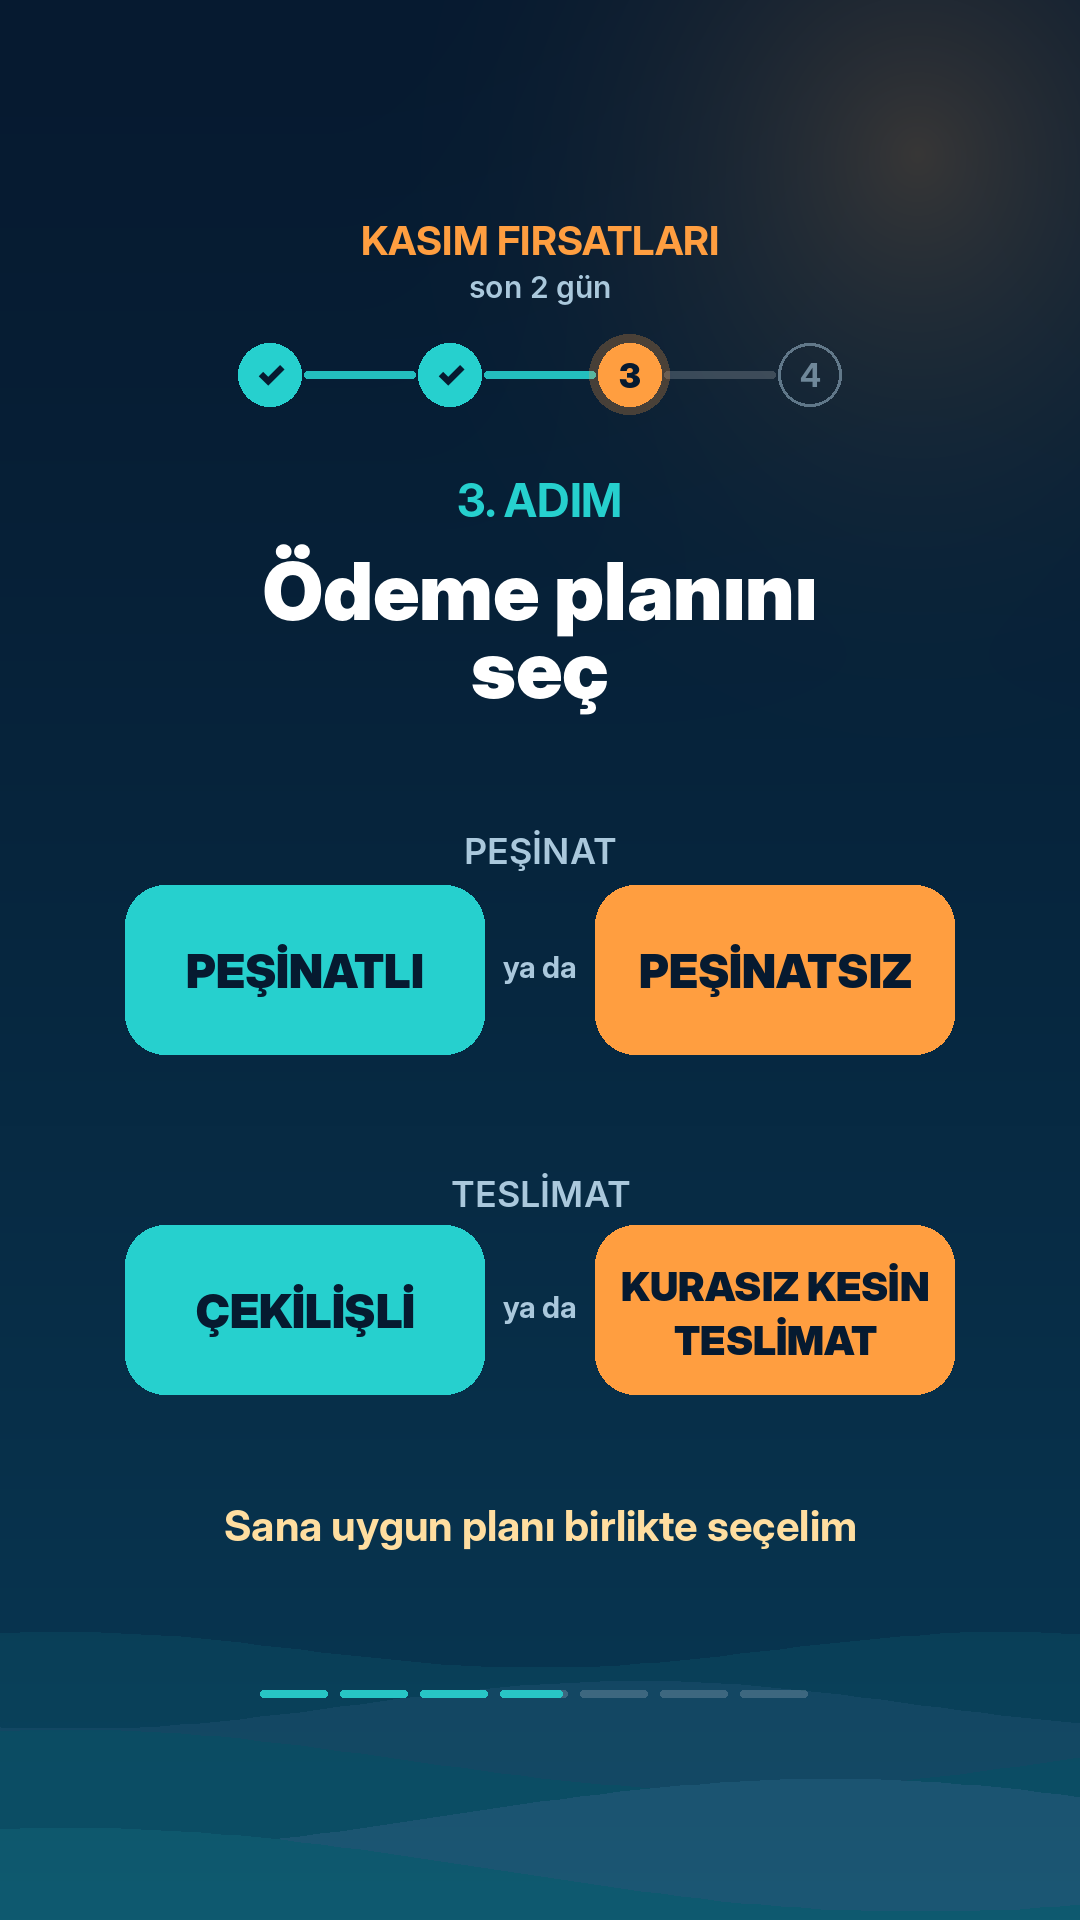 KASIM FIRSATLARI
son 2 gün
3
4
3. ADIM
Ödeme planını
seç
PEŞİNAT
PEŞİNATLI
ya da
PEŞİNATSIZ
TESLİMAT
ÇEKİLİŞLİ
ya da
KURASIZ KESİN
TESLİMAT
Sana uygun planı birlikte seçelim